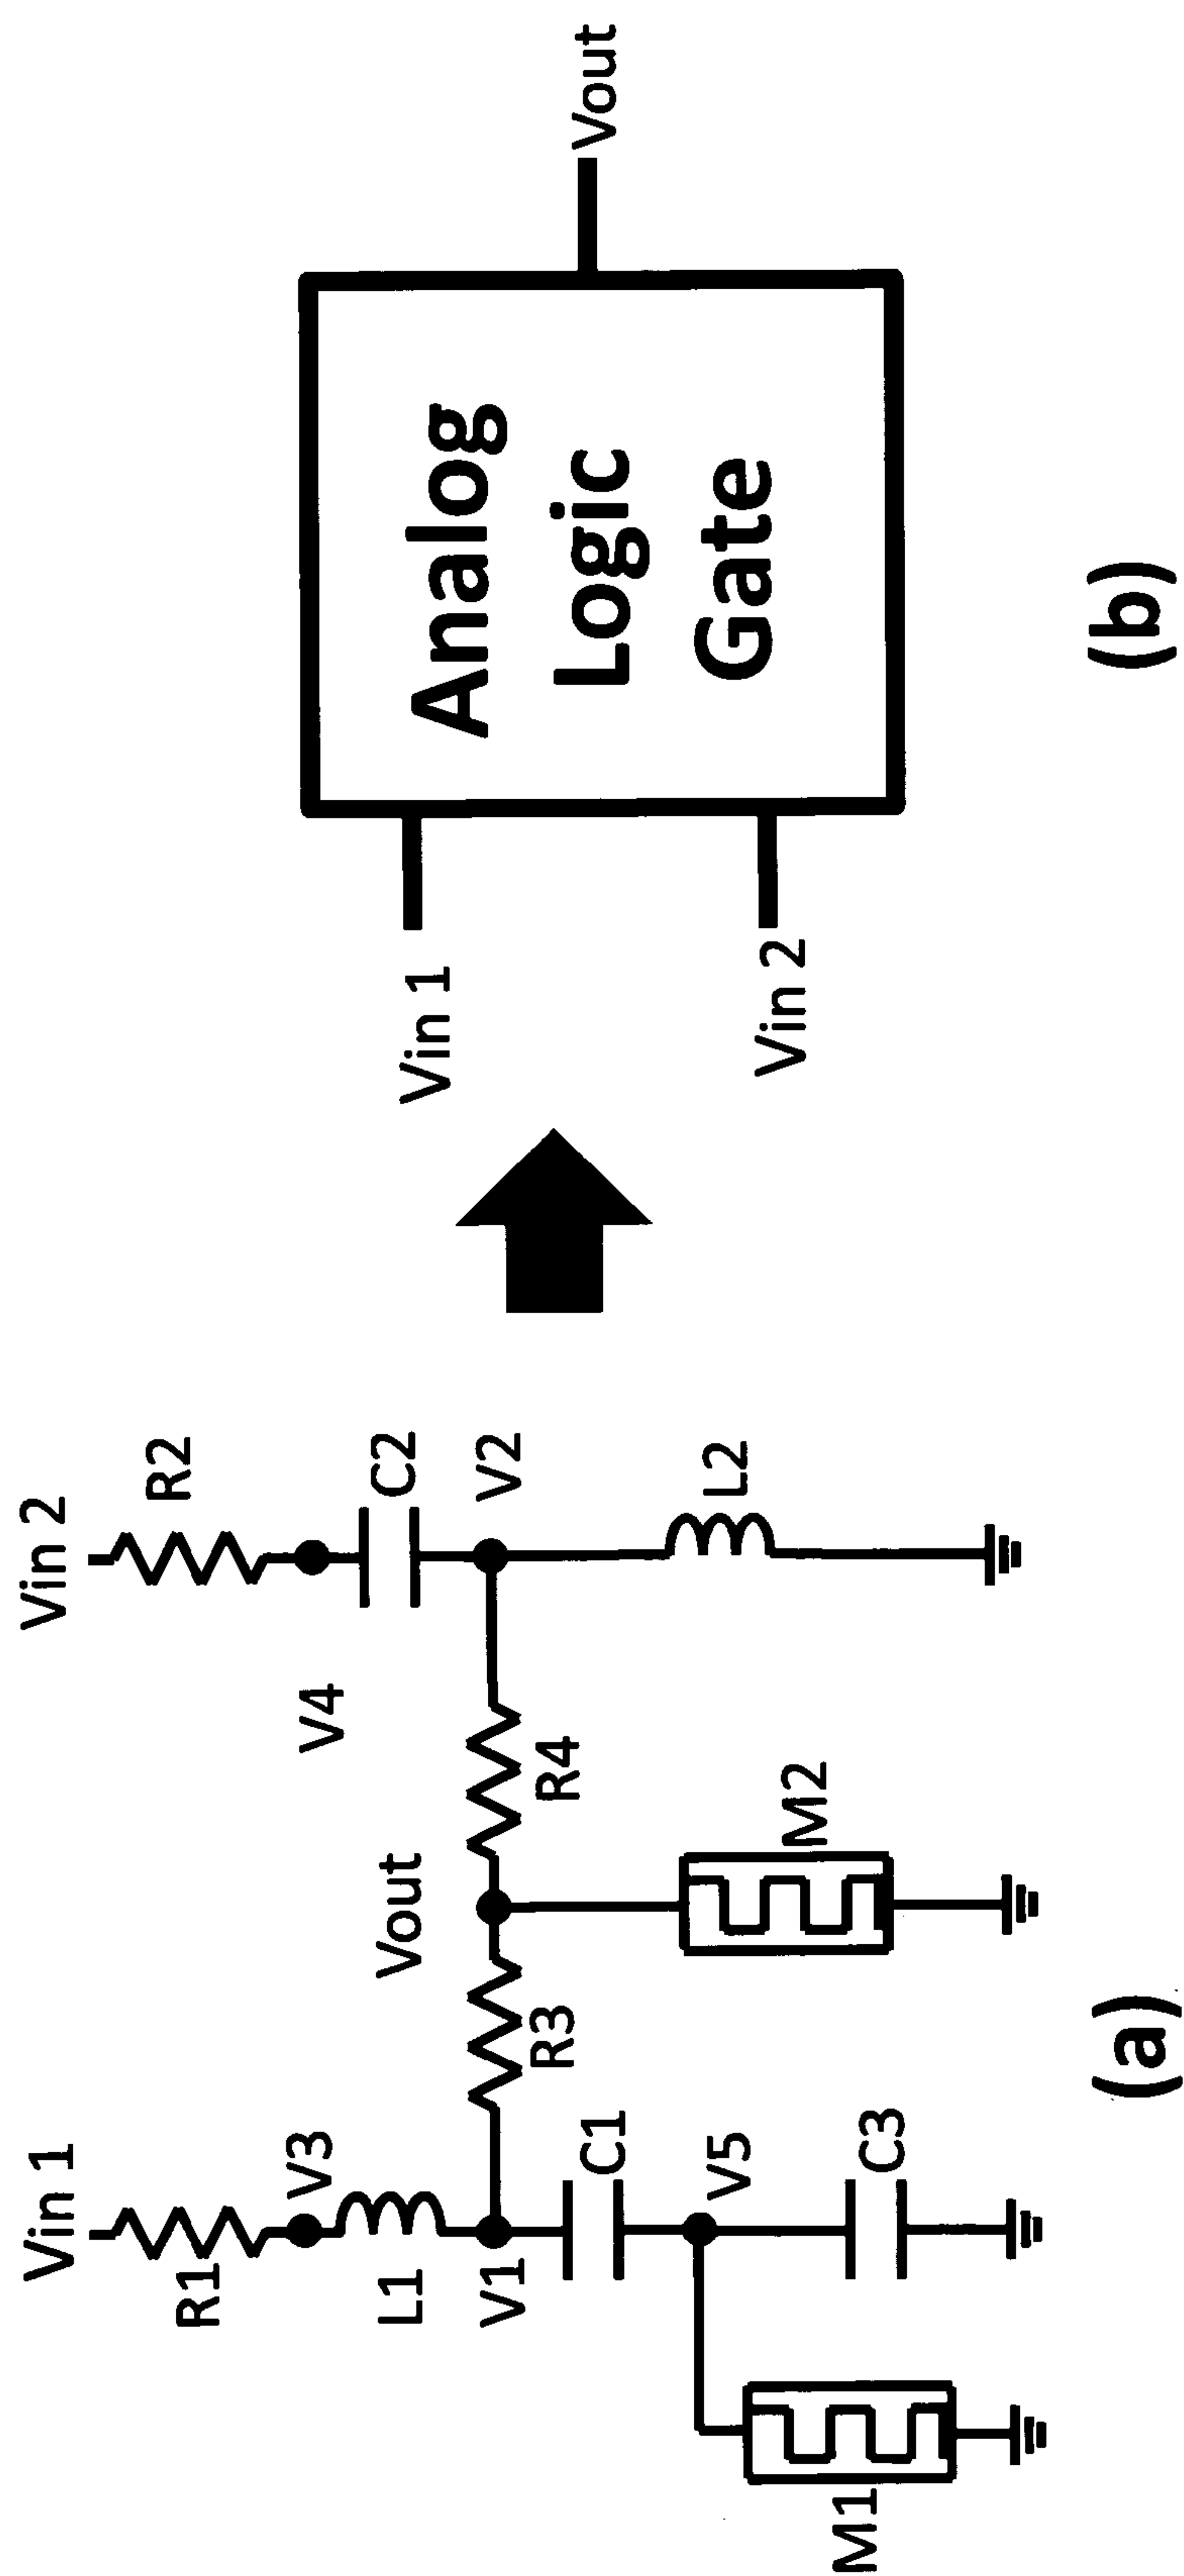 Vin 1
Vin 2
R1
V3
R2
L1
V4
C2
Vout
V1
V2
R3
R4
C1
V5
L2
M2
C3
M1
(a)
Vin 1
Vin 2
Analog
Logic
Gate
Vout
(b)